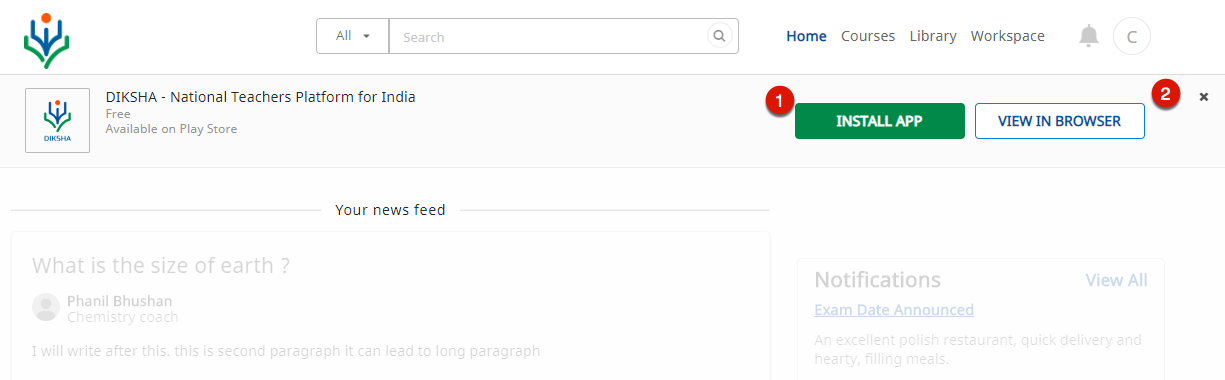 All
Search
Home
Courses
Library
Workspace
C
DIKSHA
DIKSHA - National Teachers Platform for India
Free
Available on Play Store
1
INSTALL APP
VIEW IN BROWSER
2
Your news feed
What is the size of earth ?
Phanil Bhushan
Chemistry coach
I will write after this. this is second paragraph it can lead to long paragraph
Notifications
View All
Exam Date Announced
An excellent polish restaurant, quick delivery and
hearty, filling meals.